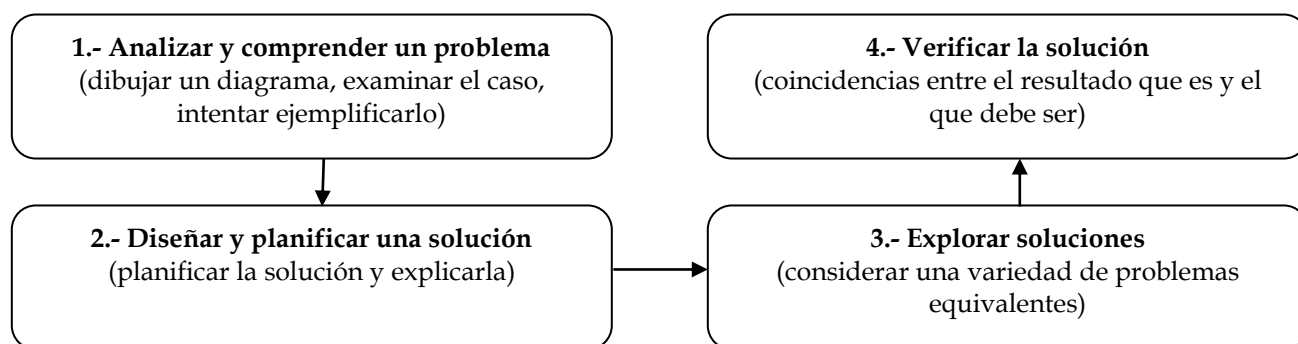 1.- Analizar y comprender un problema
(dibujar un diagrama, examinar el caso,
intentar ejemplificarlo)
2.- Diseñar y planificar una solución
(planificar la solución y explicarla)
3.- Explorar soluciones
(considerar una variedad de problemas
equivalentes)
4.- Verificar la solución
(coincidencias entre el resultado que es y el
que debe ser)